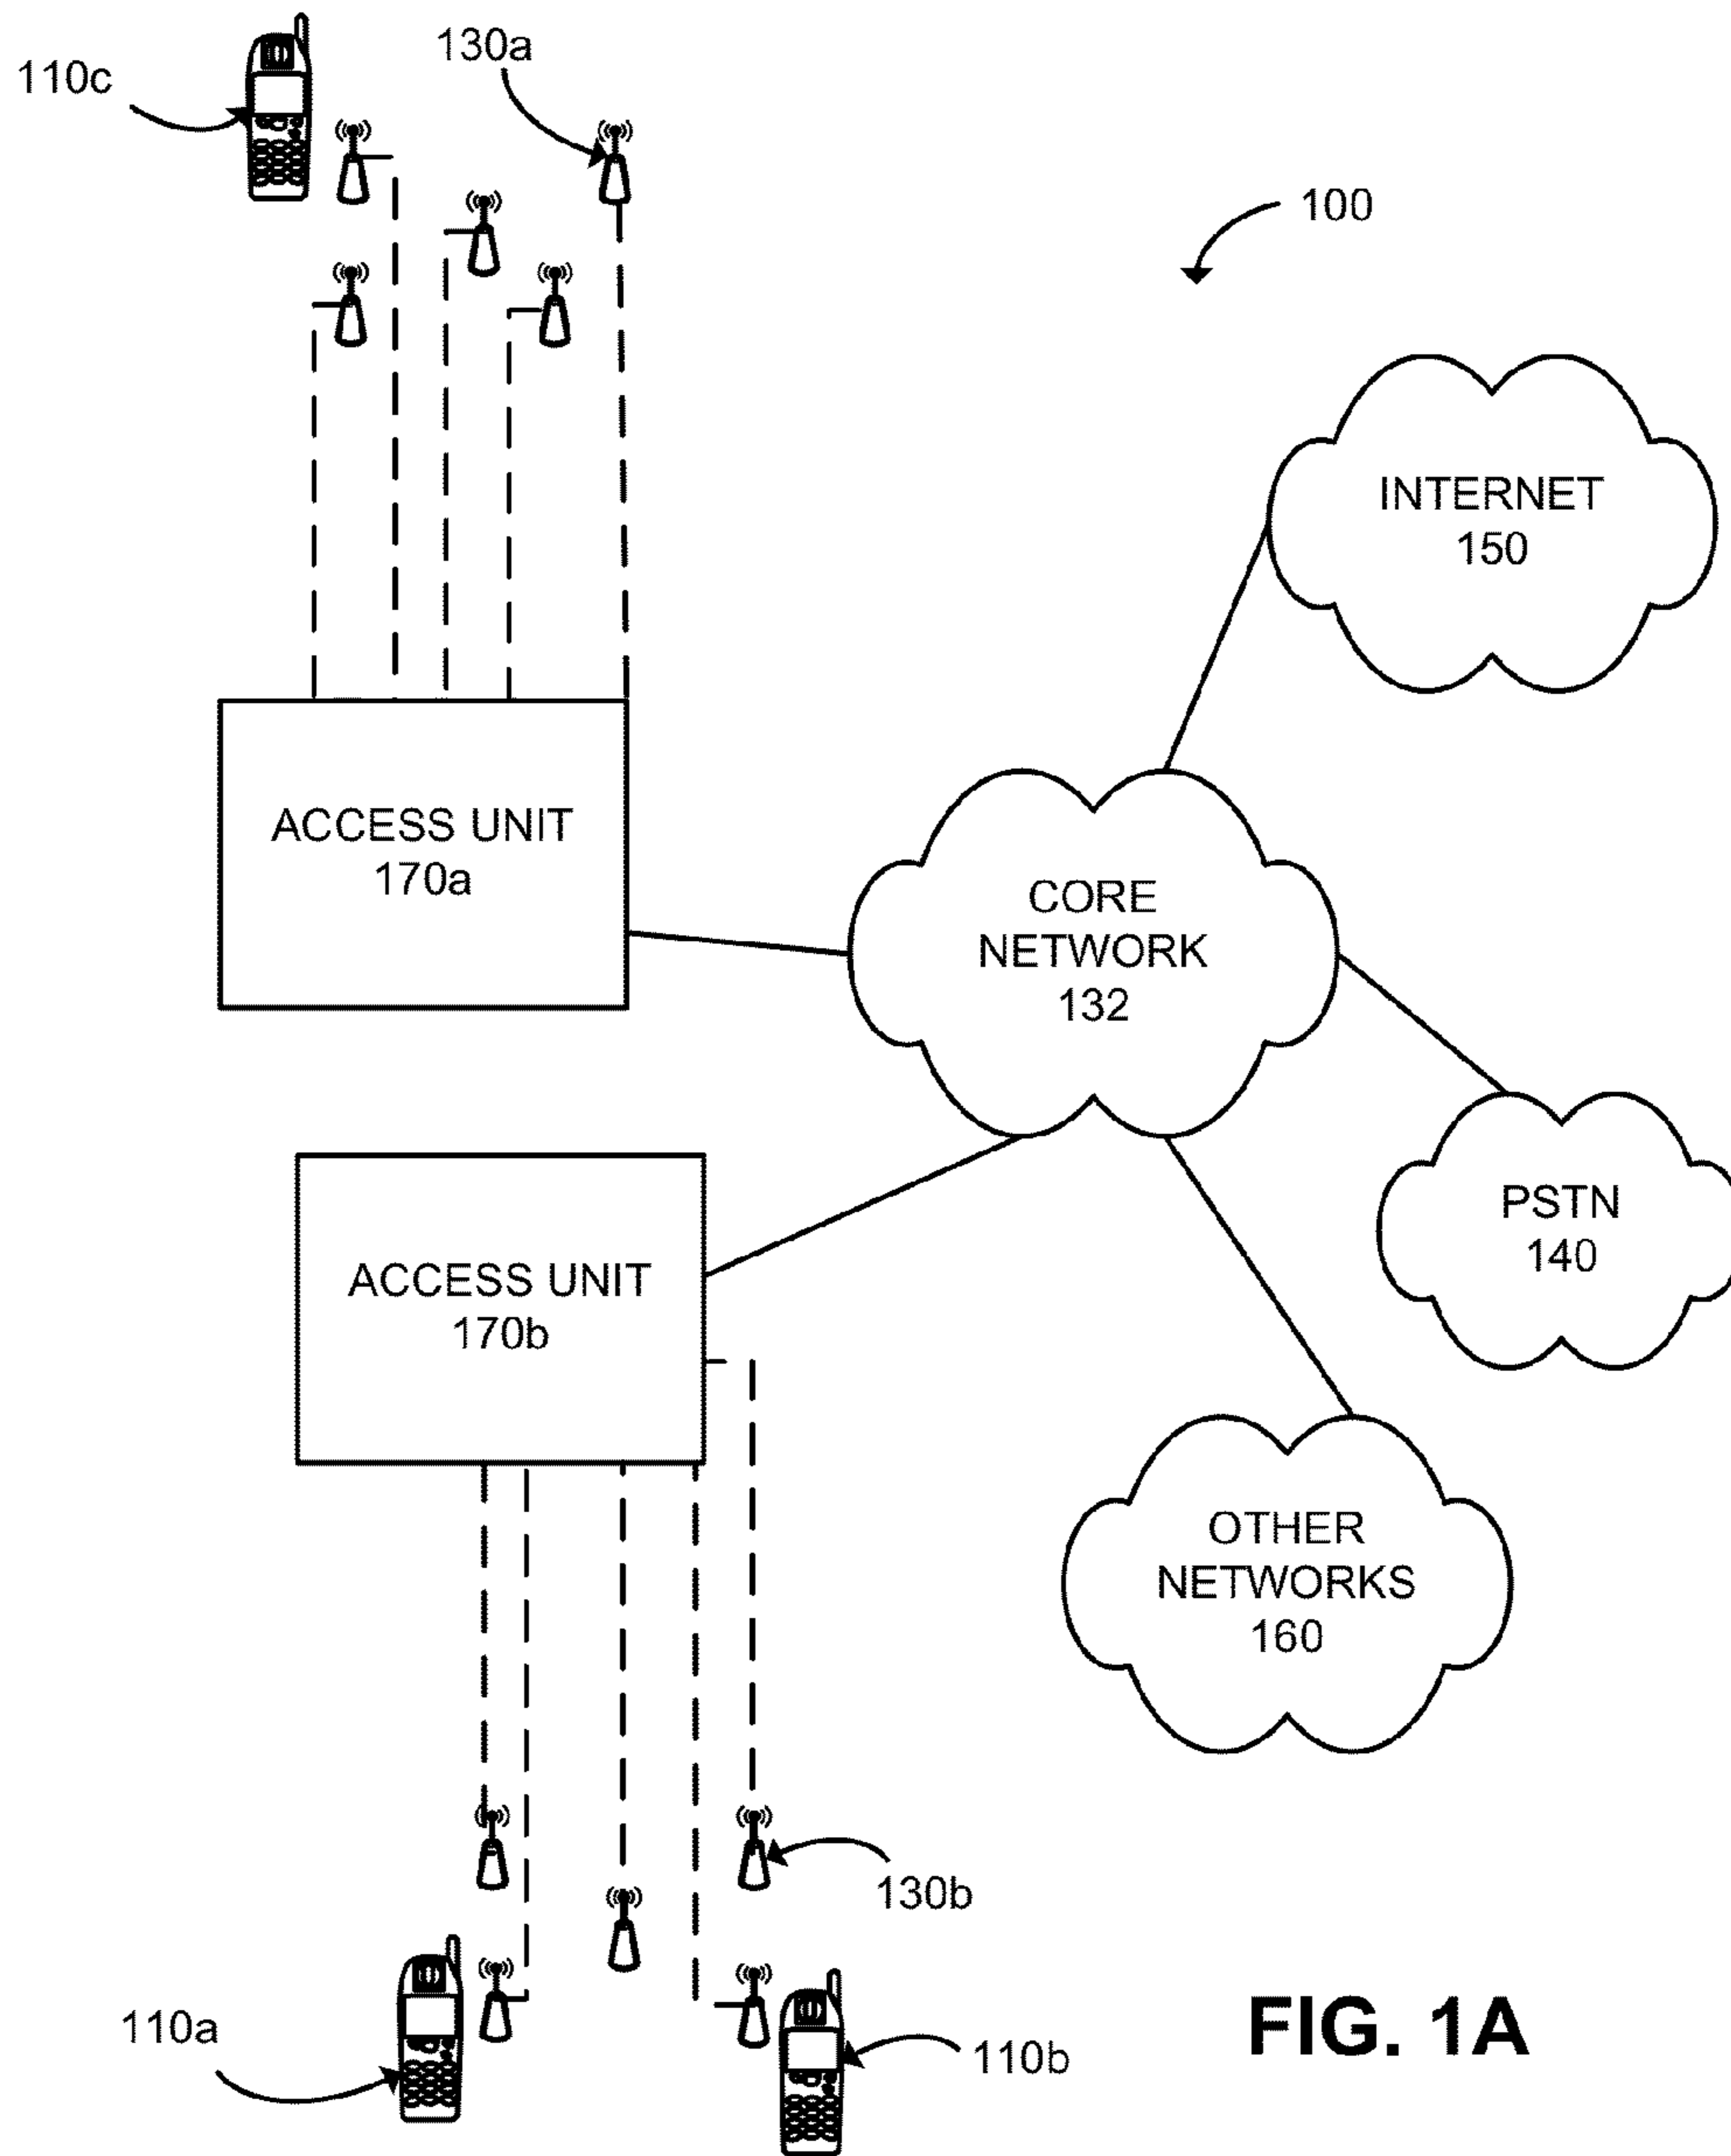 110c
130a
100
INTERNET
150
ACCESS UNIT
170a
CORE
NETWORK
132
PSTN
140
ACCESS UNIT
170b
OTHER
NETWORKS
160
130b
110a
110b
FIG. 1A